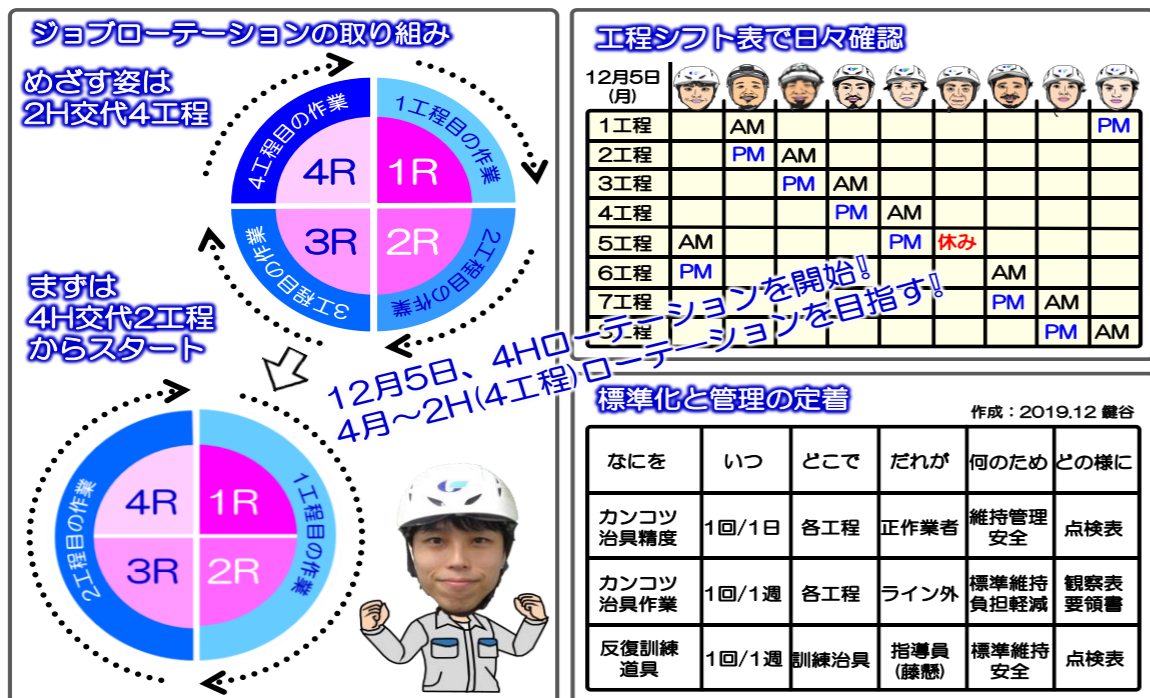 ジョブローテーションの取り組み
めざす姿は
2H交代4工程
4工程目の作業
1工程目の作業
4R 1R
3R 2R
3工程目の作業
2工程目の作業
まずは
4H交代2工程
からスタート
12月5日、4Hローテーションを開始!
4月~2H(4工程)ローテーションを目指す!
2工程目の作業
1工程目の作業
4R 1R
3R 2R
工程シフト表で日々確認
12月5日
(月)
1工程 AM PM
2工程 PM AM
3工程 PM AM
4工程 PM AM
5工程 AM PM 休み
6工程 PM AM
7工程 PM AM
工程 PM AM
標準化と管理の定着
作成:2019.12 鍵谷
なにを いつ どこで だれが 何のため どの様に
カンコツ
治具精度 1回/1日 各工程 正作業者 維持管理
安全 点検表
カンコツ
治具作業 1回/1週 各工程 ライン外 標準維持
負担軽減 観察表
要領書
反復訓練
道具 1回/1週 訓練治具 指導員
(藤懸) 標準維持
安全 点検表